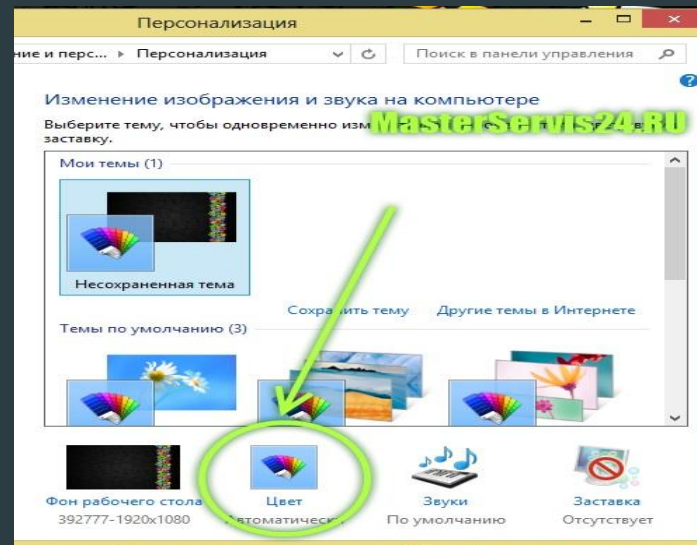 Персонализация
ние и перс... Персонализация
Поиск в панели управления
Изменение изображения и звука на компьютере
MasterServis24.RU
Выберите тему, чтобы одновременно изм
заставку.
Мои темы (1)
Несохраненная тема
Сохранить тему Другие темы в Интернете
Темы по умолчанию (3)
Фон рабочего стола Цвет Звуки Заставка
392777-1920x1080 Автоматически По умолчанию Отсутствует